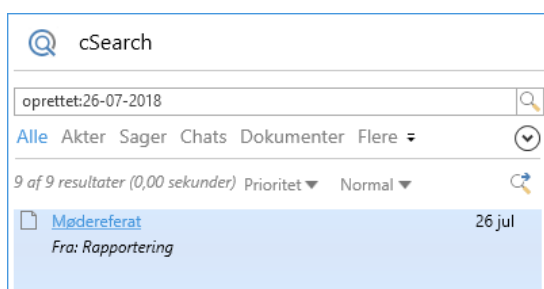 cSearch
oprettet:26-07-2018
Alle Akter Sager Chats Dokumenter Flere
9 af 9 resultater (0,00 sekunder) Prioritet Normal
Mødereferat 26 jul
Fra: Rapportering